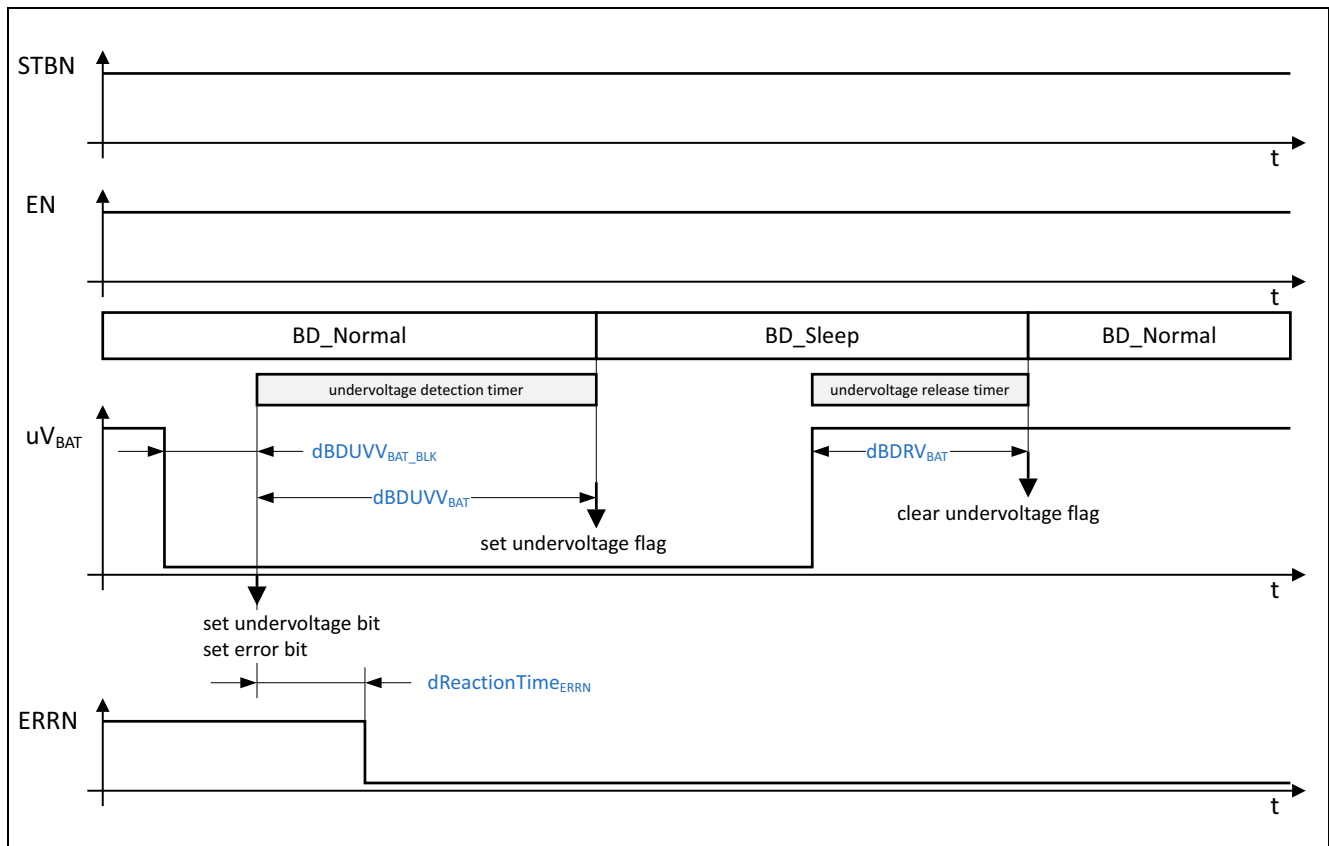 STBN
t
EN
t
BD_Normal BD_Sleep BD_Normal
undervoltage detection timer undervoltage release timer
uVBAT
dBDUVVBAT_BLK dBDRVBAT
dBDUVVBAT
clear undervoltage flag
set undervoltage flag
t
set undervoltage bit
set error bit
dReactionTimeERRN
ERRN
t